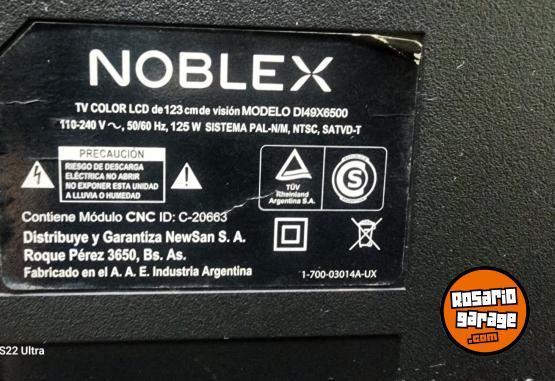 NOBLEX
TV COLOR LCD de 123 cm de visión MODELO DI49X6500
110-240 V ~, 50/60 Hz, 125 W SISTEMA PAL-N/M, NTSC, SATVD-T
PRECAUCIÓN
RIESGO DE DESCARGA
ELÉCTRICA NO ABRIR
NO EXPONER ESTA UNIDAD
A LLUVIA O HUMEDAD
TÜV
Rheinland
Argentina S.A.
S
Contiene Módulo CNC ID: C-20663
Distribuye y Garantiza NewSan S. A.
Roque Pérez 3650, Bs. As.
Fabricado en el A. A. E. Industria Argentina
1-700-03014A-UX
Rosario
garage
.com
S22 Ultra